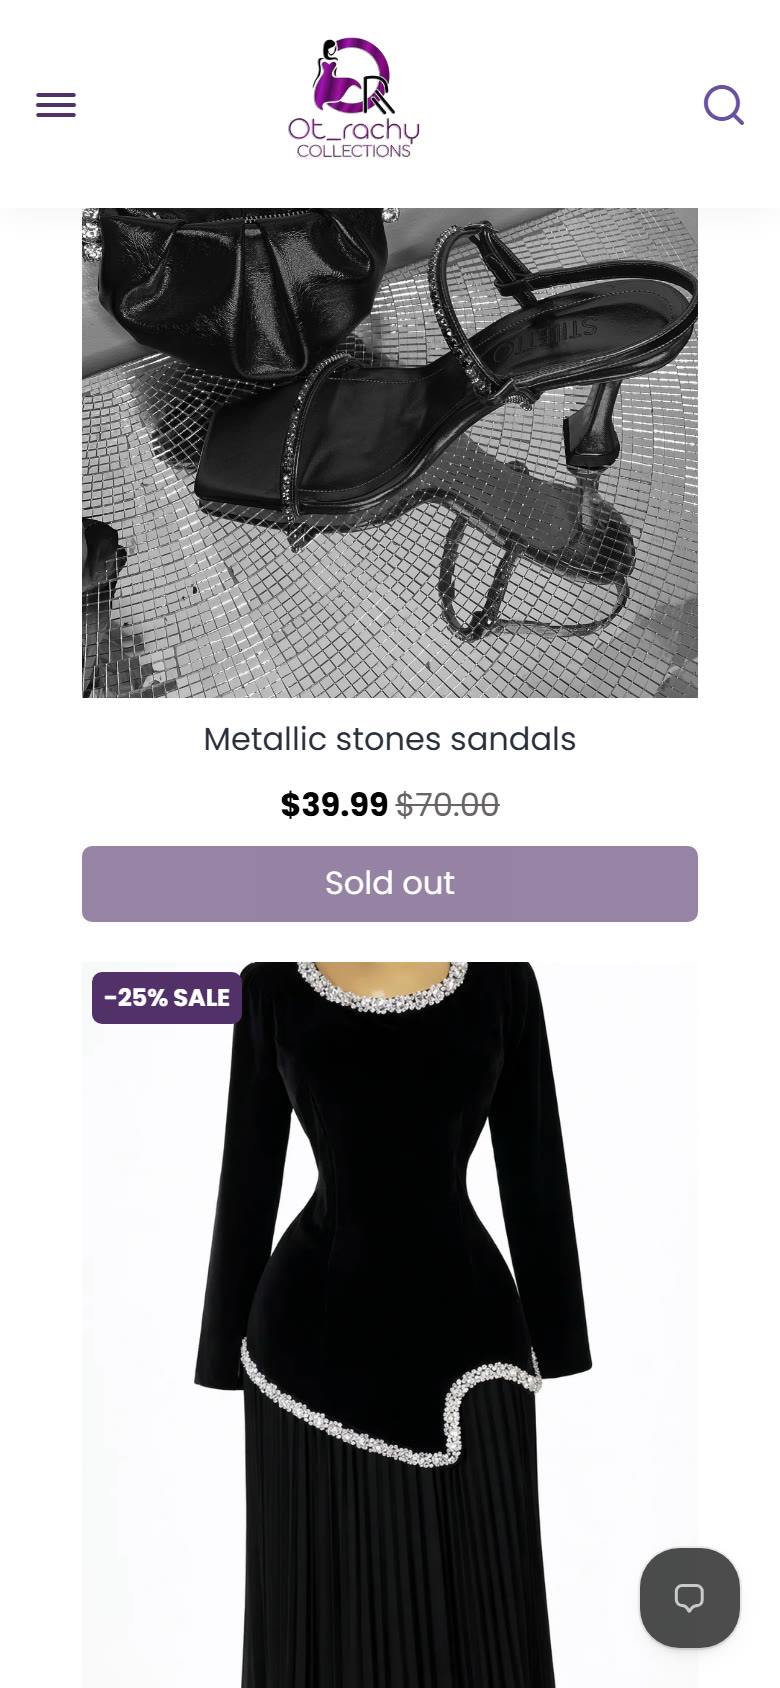 Ot_rachy
COLLECTIONS
STILETTO
Metallic stones sandals
$39.99 $70.00
Sold out
-25% SALE